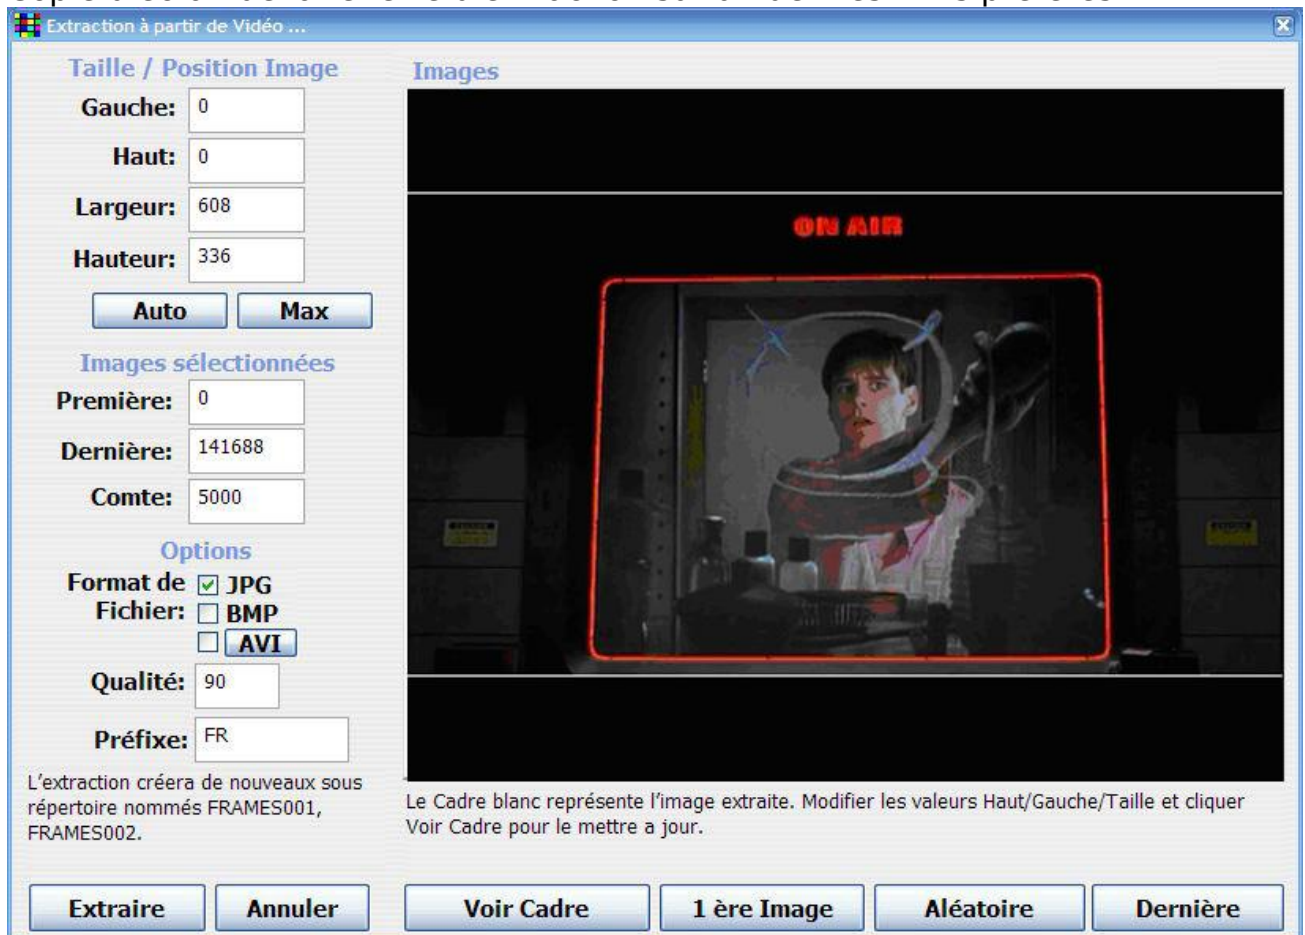 Extraction à partir de Vidéo ...
Taille / Position Image
Gauche: 0
Haut: 0
Largeur: 608
Hauteur: 336
Auto Max
Images sélectionnées
Première: 0
Dernière: 141688
Comte: 5000
Options
Format de Fichier:
JPG
BMP
AVI
Qualité: 90
Préfixe: FR
L'extraction créera de nouveaux sous
répertoire nommés FRAMES001,
FRAMES002.
Images
ON AIR
Le Cadre blanc représente l'image extraite. Modifier les valeurs Haut/Gauche/Taille et cliquer
Voir Cadre pour le mettre a jour.
Extraire Annuler Voir Cadre 1 ère Image Aléatoire Dernière